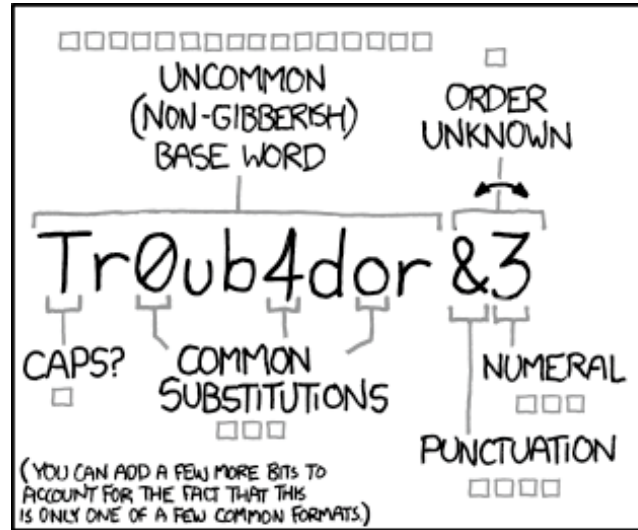 UNCOMMON
(NON-GIBBERISH)
BASE WORD
ORDER
UNKNOWN
Tr0ub4dor &3
CAPS?
COMMON
SUBSTITUTIONS
NUMERAL
PUNCTUATION
(YOU CAN ADD A FEW MORE BITS TO
ACCOUNT FOR THE FACT THAT THIS
IS ONLY ONE OF A FEW COMMON FORMATS.)